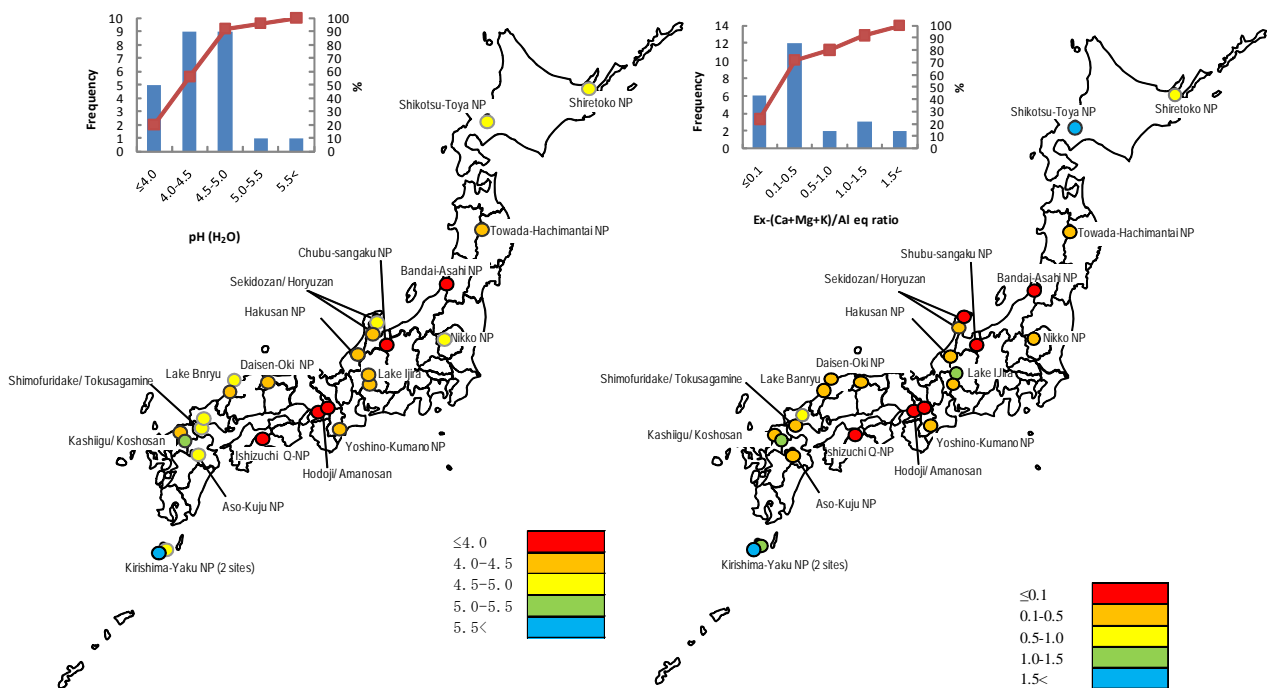 10
9
8
7
6
5
4
3
2
1
0
Frequency
100
90
80
70
60
50
40
30
20
10
0
%
≤4.0
4.0-4.5
4.5-5.0
5.0-5.5
5.5<
pH (H₂O)
Shikotsu-Toya NP
Shiretoko NP
Towada-Hachimantai NP
Chubu-sangaku NP
Bandai-Asahi NP
Sekidozan/ Horyuzan
Hakusan NP
Nikko NP
Daisen-Oki NP
Lake Bnryu
Lake Ijira
Shimofuridake/ Tokusagamine
Kashiigu/ Koshosan
Yoshino-Kumano NP
Ishizuchi Q-NP
Hodoji/ Amanosan
Aso-Kuju NP
Kirishima-Yaku NP (2 sites)
≤4.0
4.0-4.5
4.5-5.0
5.0-5.5
5.5<
14
12
10
8
6
4
2
0
Frequency
100
90
80
70
60
50
40
30
20
10
0
%
≤0.1
0.1-0.5
0.5-1.0
1.0-1.5
1.5<
Ex-(Ca+Mg+K)/Al eq ratio
Shikotsu-Toya NP
Shiretoko NP
Towada-Hachimantai NP
Shubu-sangaku NP
Bandai-Asahi NP
Sekidozan/ Horyuzan
Hakusan NP
Nikko NP
Daisen-Oki NP
Lake Banryu
Lake IJira
Shimofuridake/ Tokusagamine
Kashiigu/ Koshosan
Yoshino-Kumano NP
Ishizuchi Q-NP
Hodoji/ Amanosan
Aso-Kuju NP
Kirishima-Yaku NP (2 sites)
≤0.1
0.1-0.5
0.5-1.0
1.0-1.5
1.5<